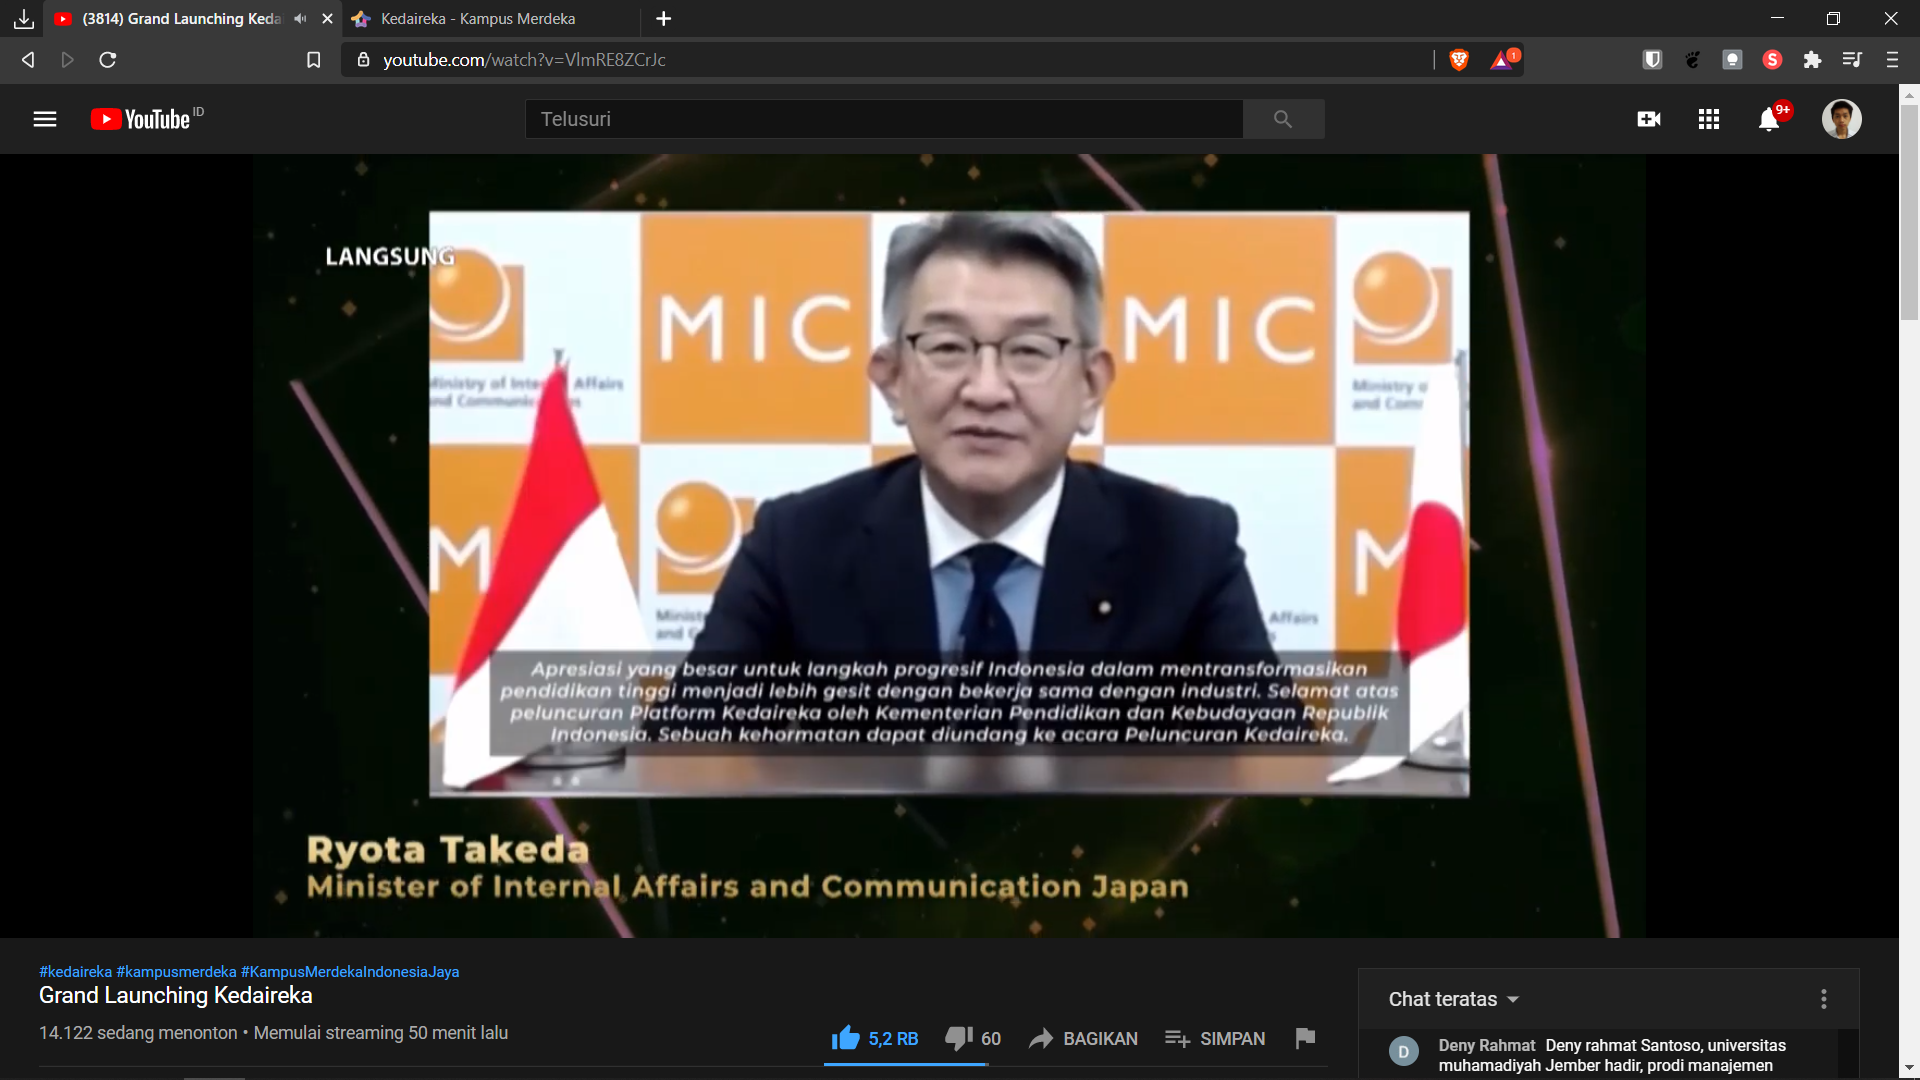 (3814) Grand Launching Keda
Kedaireka - Kampus Merdeka
youtube.com/watch?v=VlmRE8ZCrJc
1
S
YouTube ID
Telusuri
9+
LANGSUNG
MIC
MIC
Ministry of Affairs
and
Ministry
and
M
M
Affairs
Apresiasi yang besar untuk langkah progresif Indonesia dalam mentransformasikan
pendidikan tinggi menjadi lebih gesit dengan bekerja sama dengan industri. Selamat atas
peluncuran Platform Kedaireka oleh Kementerian Pendidikan dan Kebudayaan Republik
Indonesia. Sebuah kehormatan dapat diundang ke acara Peluncuran Kedaireka.
Ryota Takeda
Minister of Internal Affairs and Communication Japan
#kedaireka #kampusmerdeka #KampusMerdekaIndonesiaJaya
Grand Launching Kedaireka
14.122 sedang menonton • Memulai streaming 50 menit lalu
5,2 RB
60
BAGIKAN
SIMPAN
Chat teratas
D
Deny Rahmat Deny rahmat Santoso, universitas
muhamadiyah Jember hadir, prodi manajemen